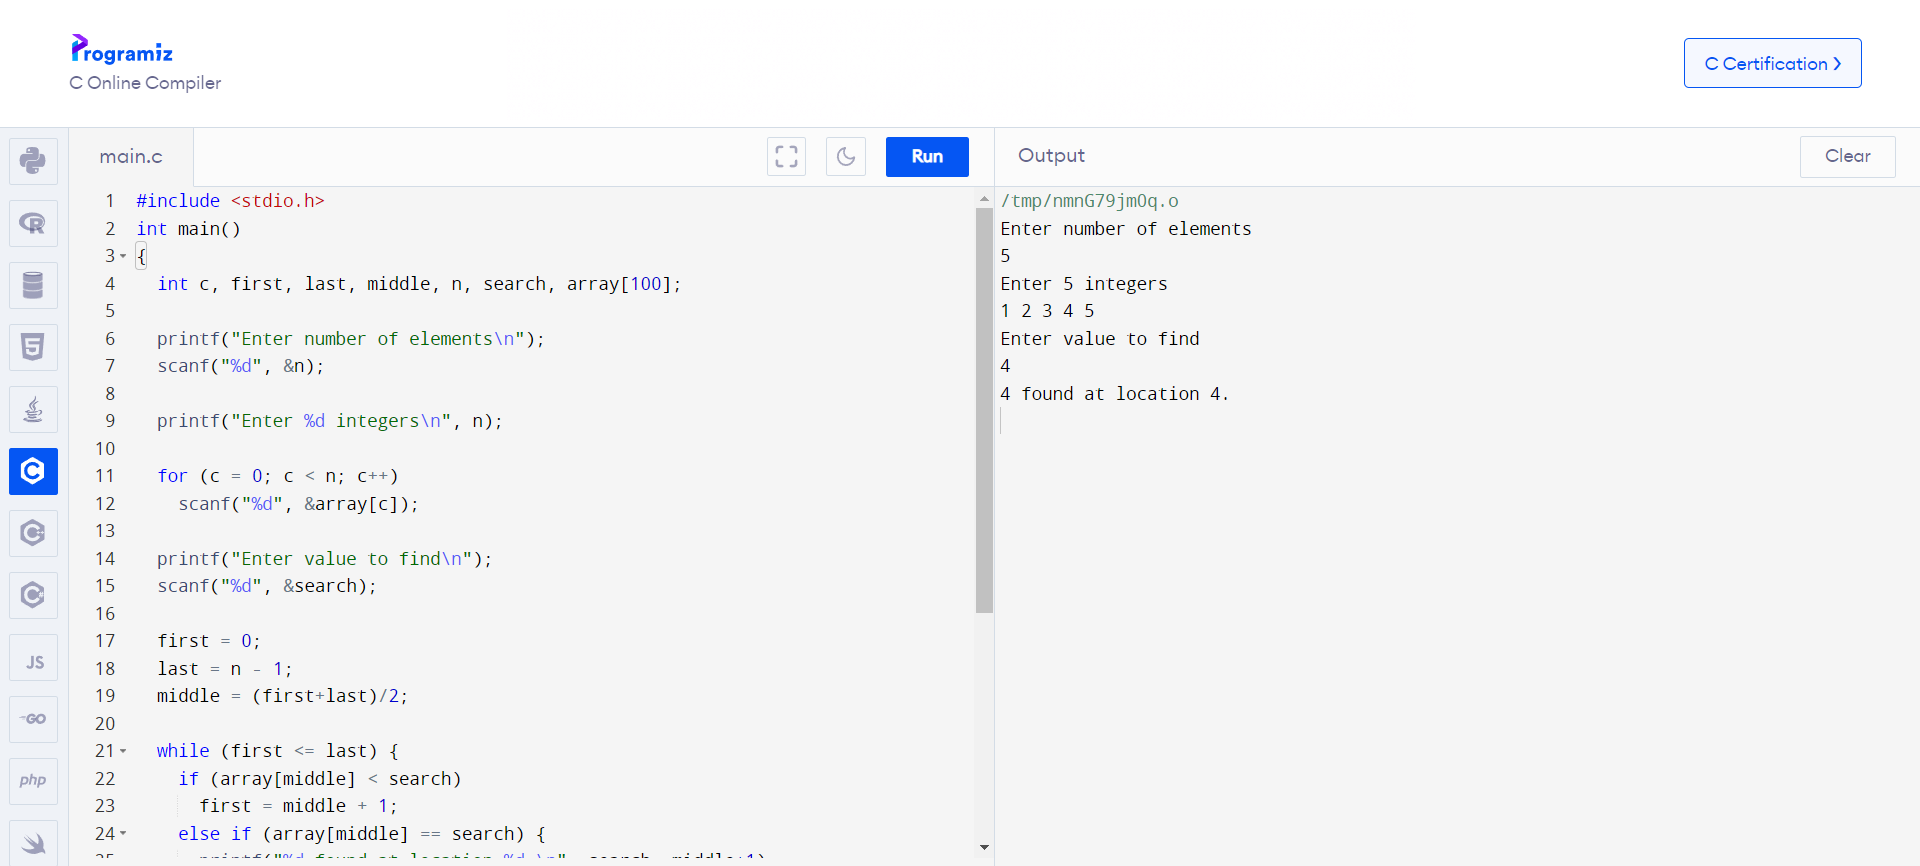 Programiz
C Online Compiler
C Certification
main.c
Run
Output
Clear
1 #include <stdio.h>
2 int main()
3 {
4 int c, first, last, middle, n, search, array[100];
5
6 printf("Enter number of elements\n");
7 scanf("%d", &n);
8
9 printf("Enter %d integers\n", n);
10
11 for (c = 0; c < n; c++)
12 scanf("%d", &array[c]);
13
14 printf("Enter value to find\n");
15 scanf("%d", &search);
16
17 first = 0;
18 last = n - 1;
19 middle = (first+last)/2;
20
21 while (first <= last) {
22 if (array[middle] < search)
23 first = middle + 1;
24 else if (array[middle] == search) {
/tmp/nmnG79jmOq.o
Enter number of elements
5
Enter 5 integers
1 2 3 4 5
Enter value to find
4
4 found at location 4.
R
5
C
C
C#
JS
GO
php